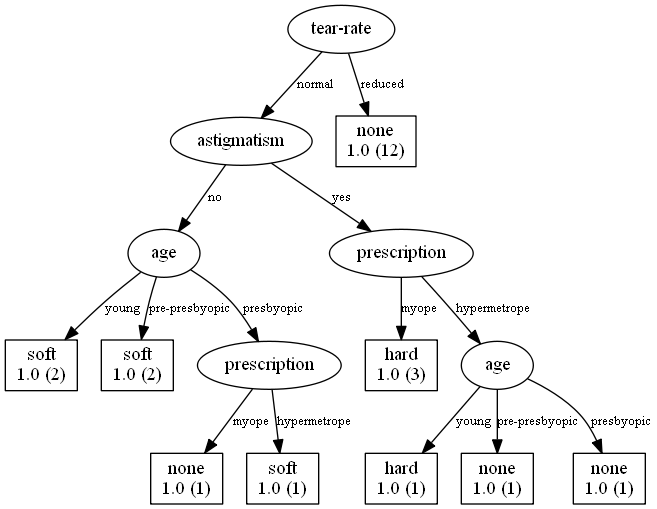 tear-rate
normal
reduced
astigmatism
none
1.0 (12)
no
yes
age
prescription
young
pre-presbyopic
presbyopic
myope
hypermetrope
soft
1.0 (2)
soft
1.0 (2)
prescription
hard
1.0 (3)
age
myope
hypermetrope
young
pre-presbyopic
presbyopic
none
1.0 (1)
soft
1.0 (1)
hard
1.0 (1)
none
1.0 (1)
none
1.0 (1)